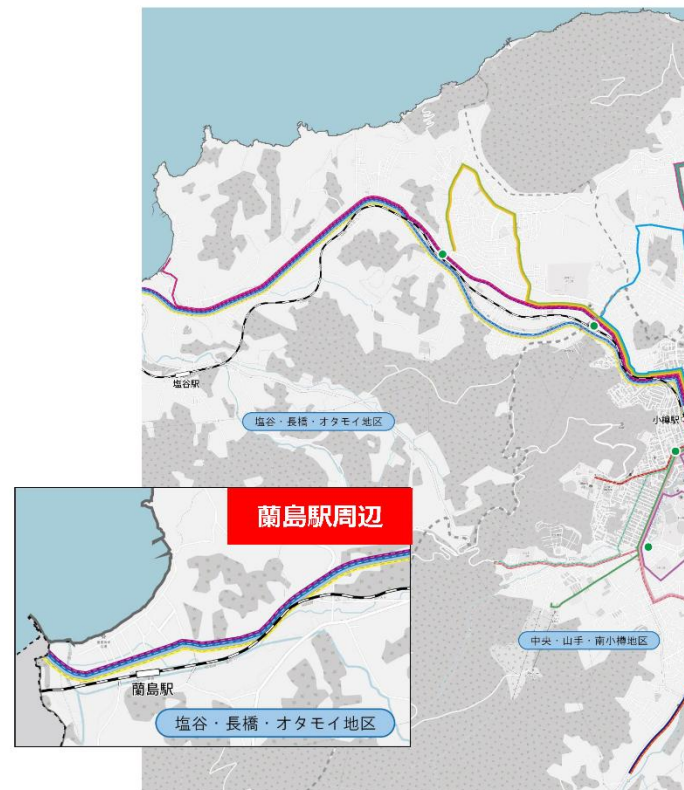 塩谷駅
小樽駅
塩谷・長橋・オタモイ地区
蘭島駅周辺
中央・山手・南小樽地区
蘭島駅
塩谷・長橋・オタモイ地区